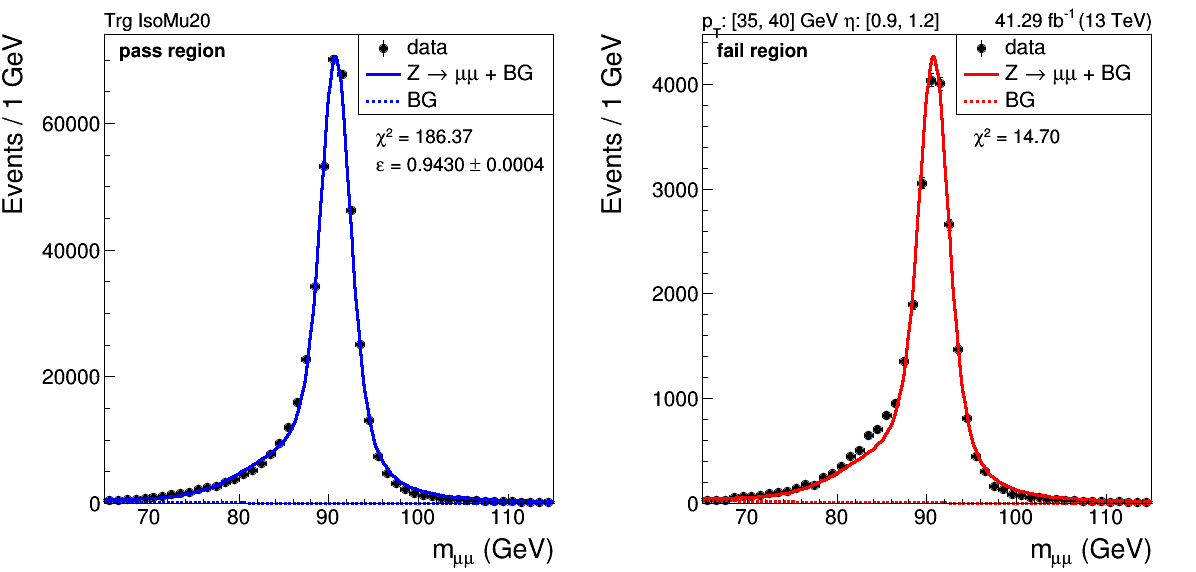 Trg IsoMu20
pass region
data
Z → μμ + BG
BG
χ² = 186.37
ε = 0.9430 ± 0.0004
Events / 1 GeV
60000
40000
20000
0
70 80 90 100 110
m_μμ (GeV)
p_T: [35, 40] GeV η: [0.9, 1.2] 41.29 fb⁻¹ (13 TeV)
fail region
data
Z → μμ + BG
BG
χ² = 14.70
Events / 1 GeV
4000
3000
2000
1000
0
70 80 90 100 110
m_μμ (GeV)